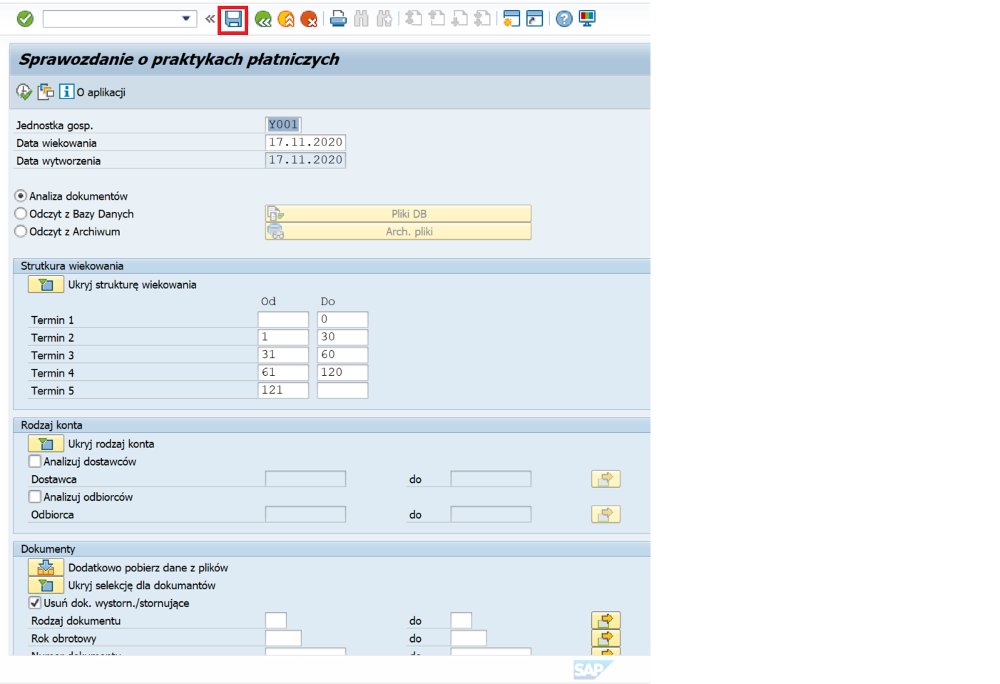 Sprawozdanie o praktykach płatniczych
O aplikacji
Jednostka gosp. Y001
Data wiekowania 17.11.2020
Data wytworzenia 17.11.2020
Analiza dokumentów
Odczyt z Bazy Danych Pliki DB
Odczyt z Archiwum Arch. pliki
Strutkura wiekowania
Ukryj strukturę wiekowania
Od Do
Termin 1 0
Termin 2 1 30
Termin 3 31 60
Termin 4 61 120
Termin 5 121
Rodzaj konta
Ukryj rodzaj konta
Analizuj dostawców
Dostawca do
Analizuj odbiorców
Odbiorca do
Dokumenty
Dodatkowo pobierz dane z plików
Ukryj selekcję dla dokumantów
Usuń dok. wystorn./stornujące
Rodzaj dokumentu do
Rok obrotowy do
Numer dokumentu do
SAP